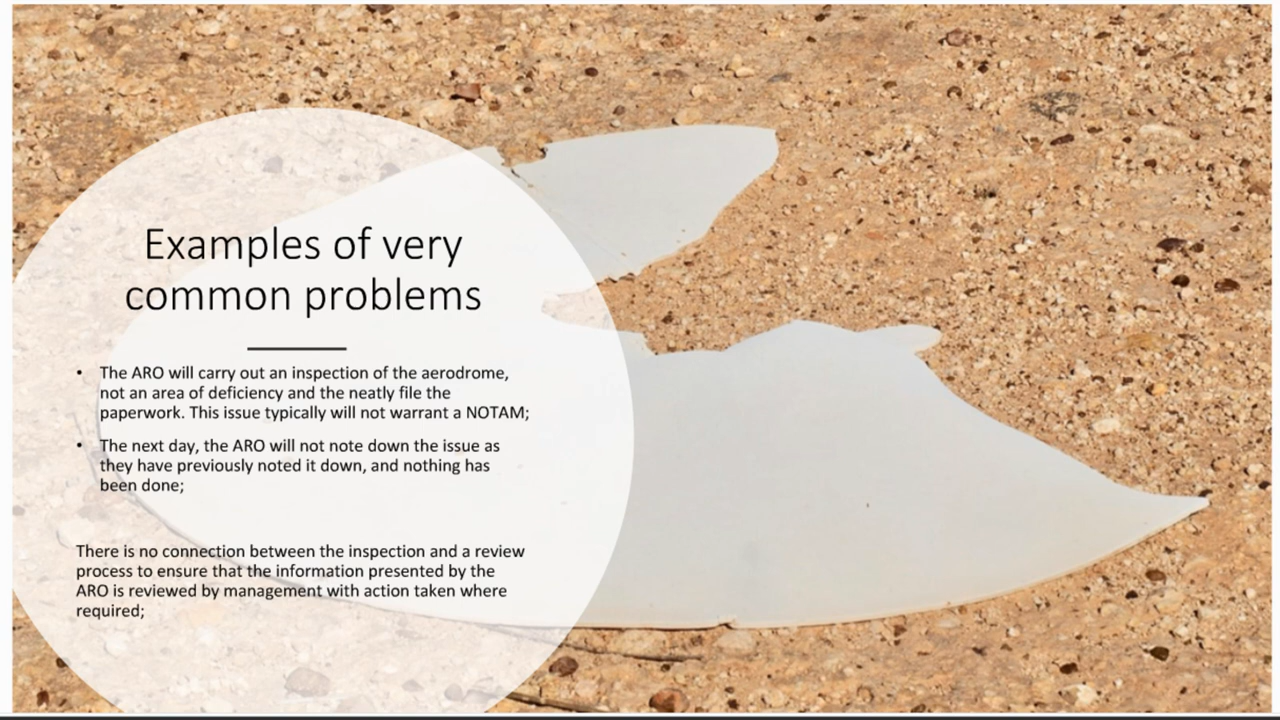 Examples of very
common problems
• The ARO will carry out an inspection of the aerodrome,
not an area of deficiency and the neatly file the
paperwork. This issue typically will not warrant a NOTAM;
• The next day, the ARO will not note down the issue as
they have previously noted it down, and nothing has
been done;
There is no connection between the inspection and a review
process to ensure that the information presented by the
ARO is reviewed by management with action taken where
required;